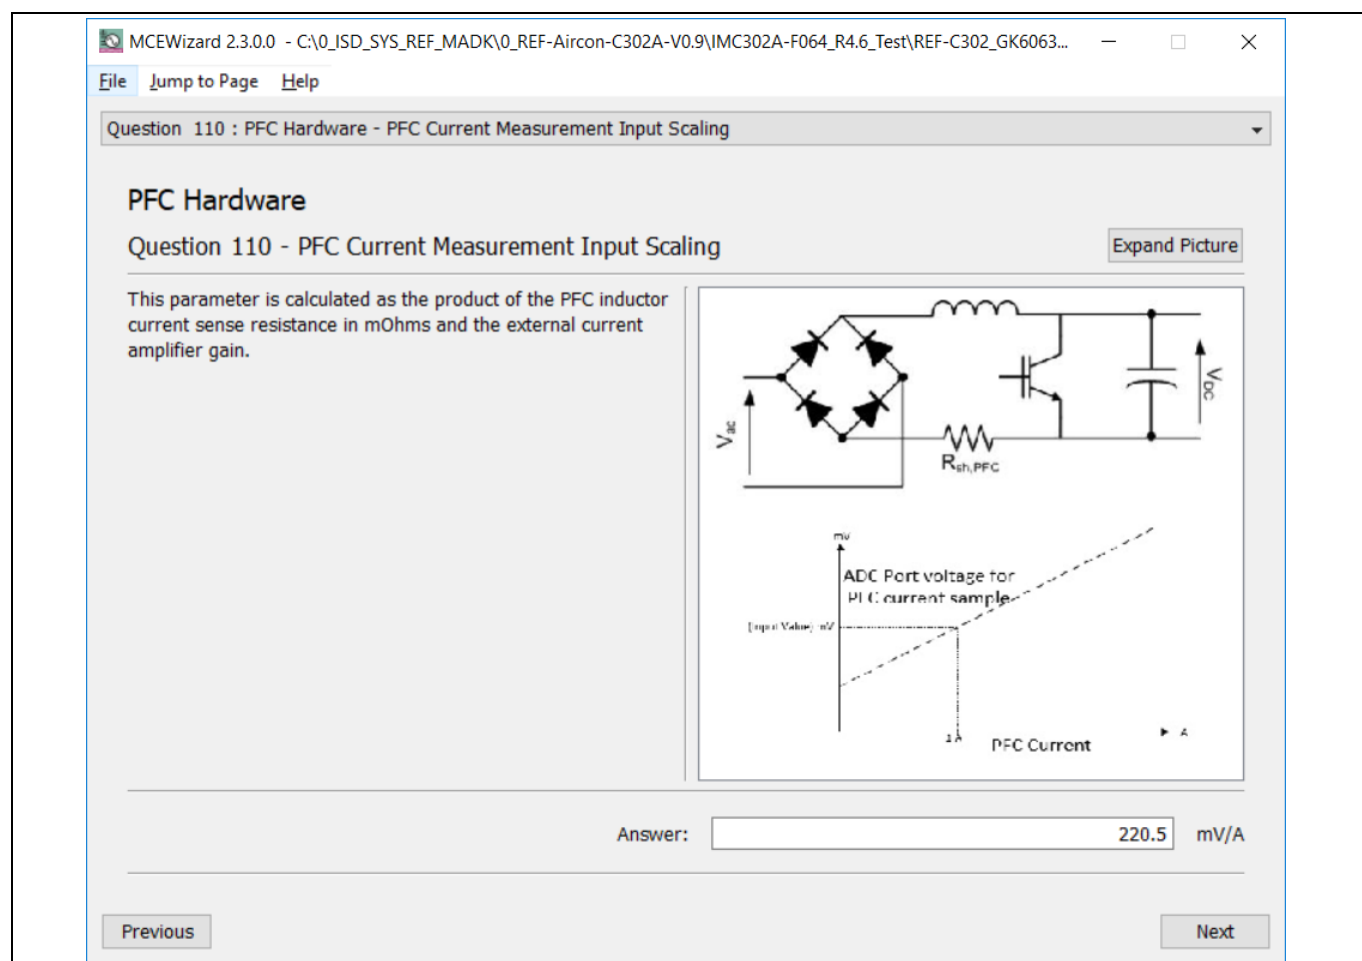 MCEWizard 2.3.0.0 - C:\0_ISD_SYS_REF_MADK\0_REF-Aircon-C302A-V0.9\IMC302A-F064_R4.6_Test\REF-C302_GK6063...
File Jump to Page Help
Question 110 : PFC Hardware - PFC Current Measurement Input Scaling
PFC Hardware
Question 110 - PFC Current Measurement Input Scaling
Expand Picture
This parameter is calculated as the product of the PFC inductor
current sense resistance in mOhms and the external current
amplifier gain.
Vac
Rsh,PFC
VDC
mV
ADC Port voltage for
PFC current sample
(Input Value) mV
1 A
PFC Current
A
Answer:
220.5 mV/A
Previous
Next